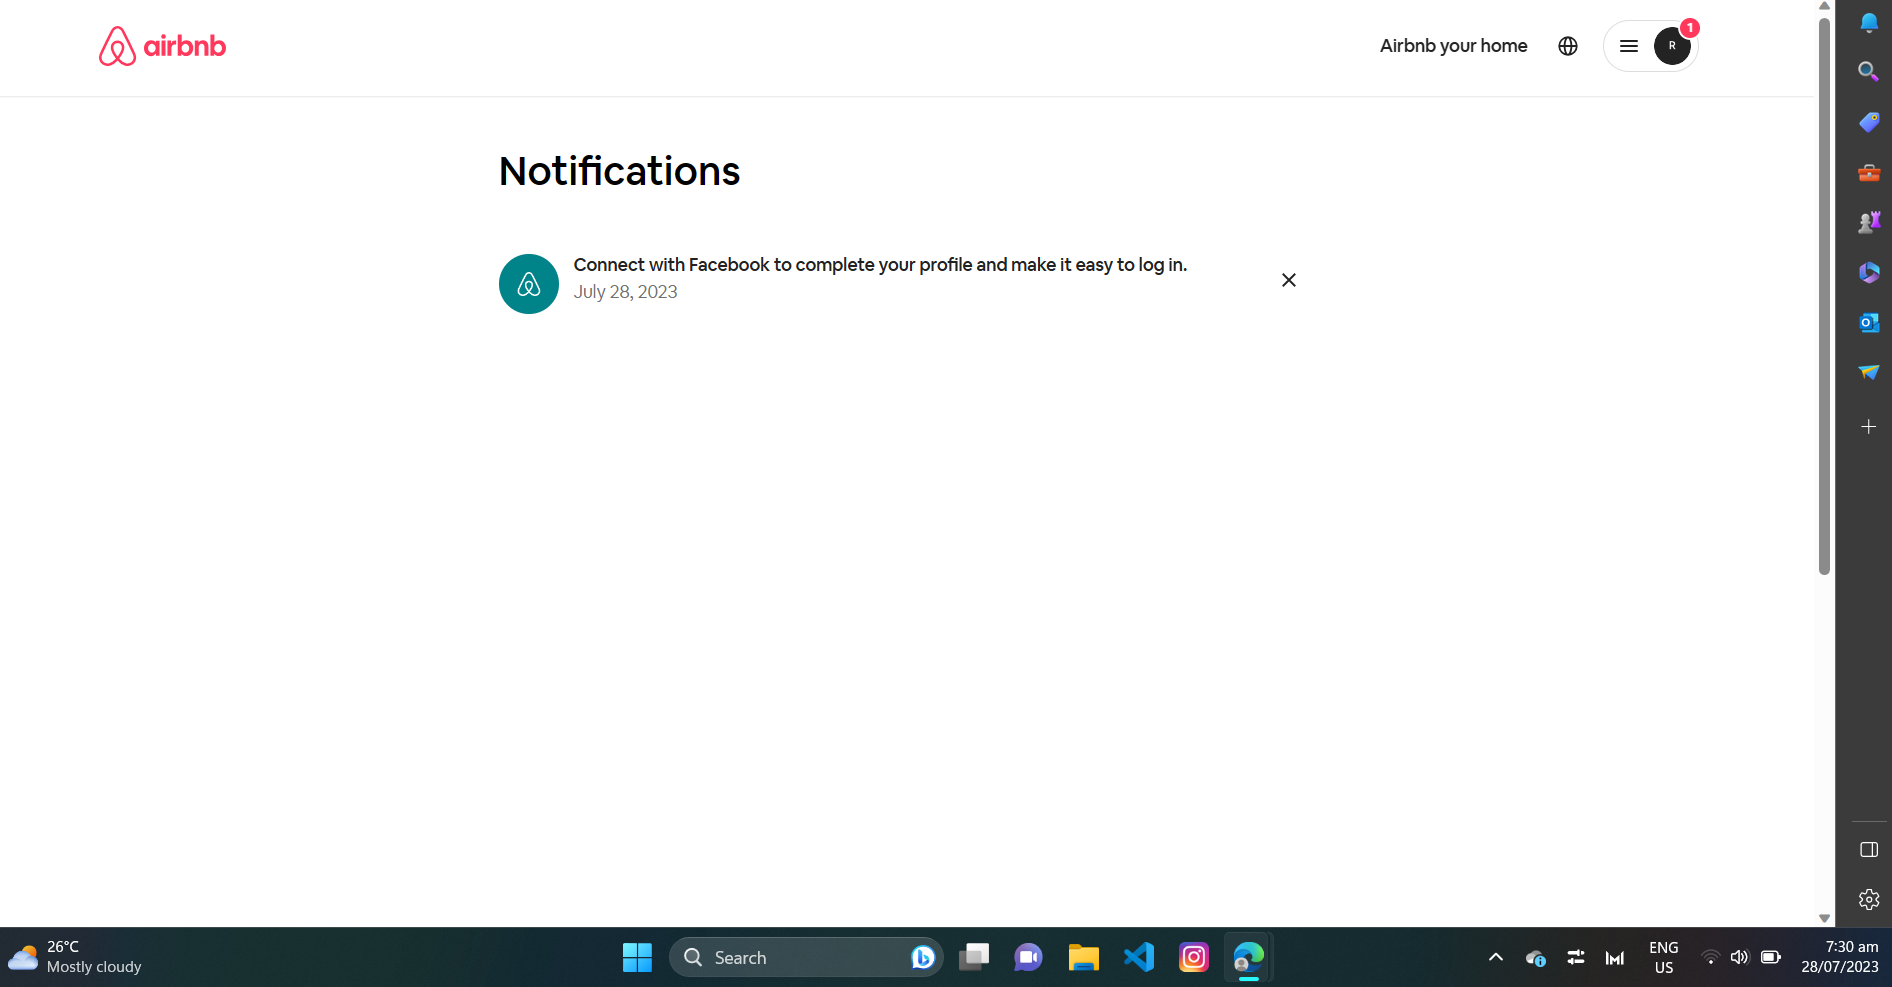 airbnb
Airbnb your home
R
1
Notifications
Connect with Facebook to complete your profile and make it easy to log in.
July 28, 2023
26°C
Mostly cloudy
Search
ENG
US
7:30 am
28/07/2023